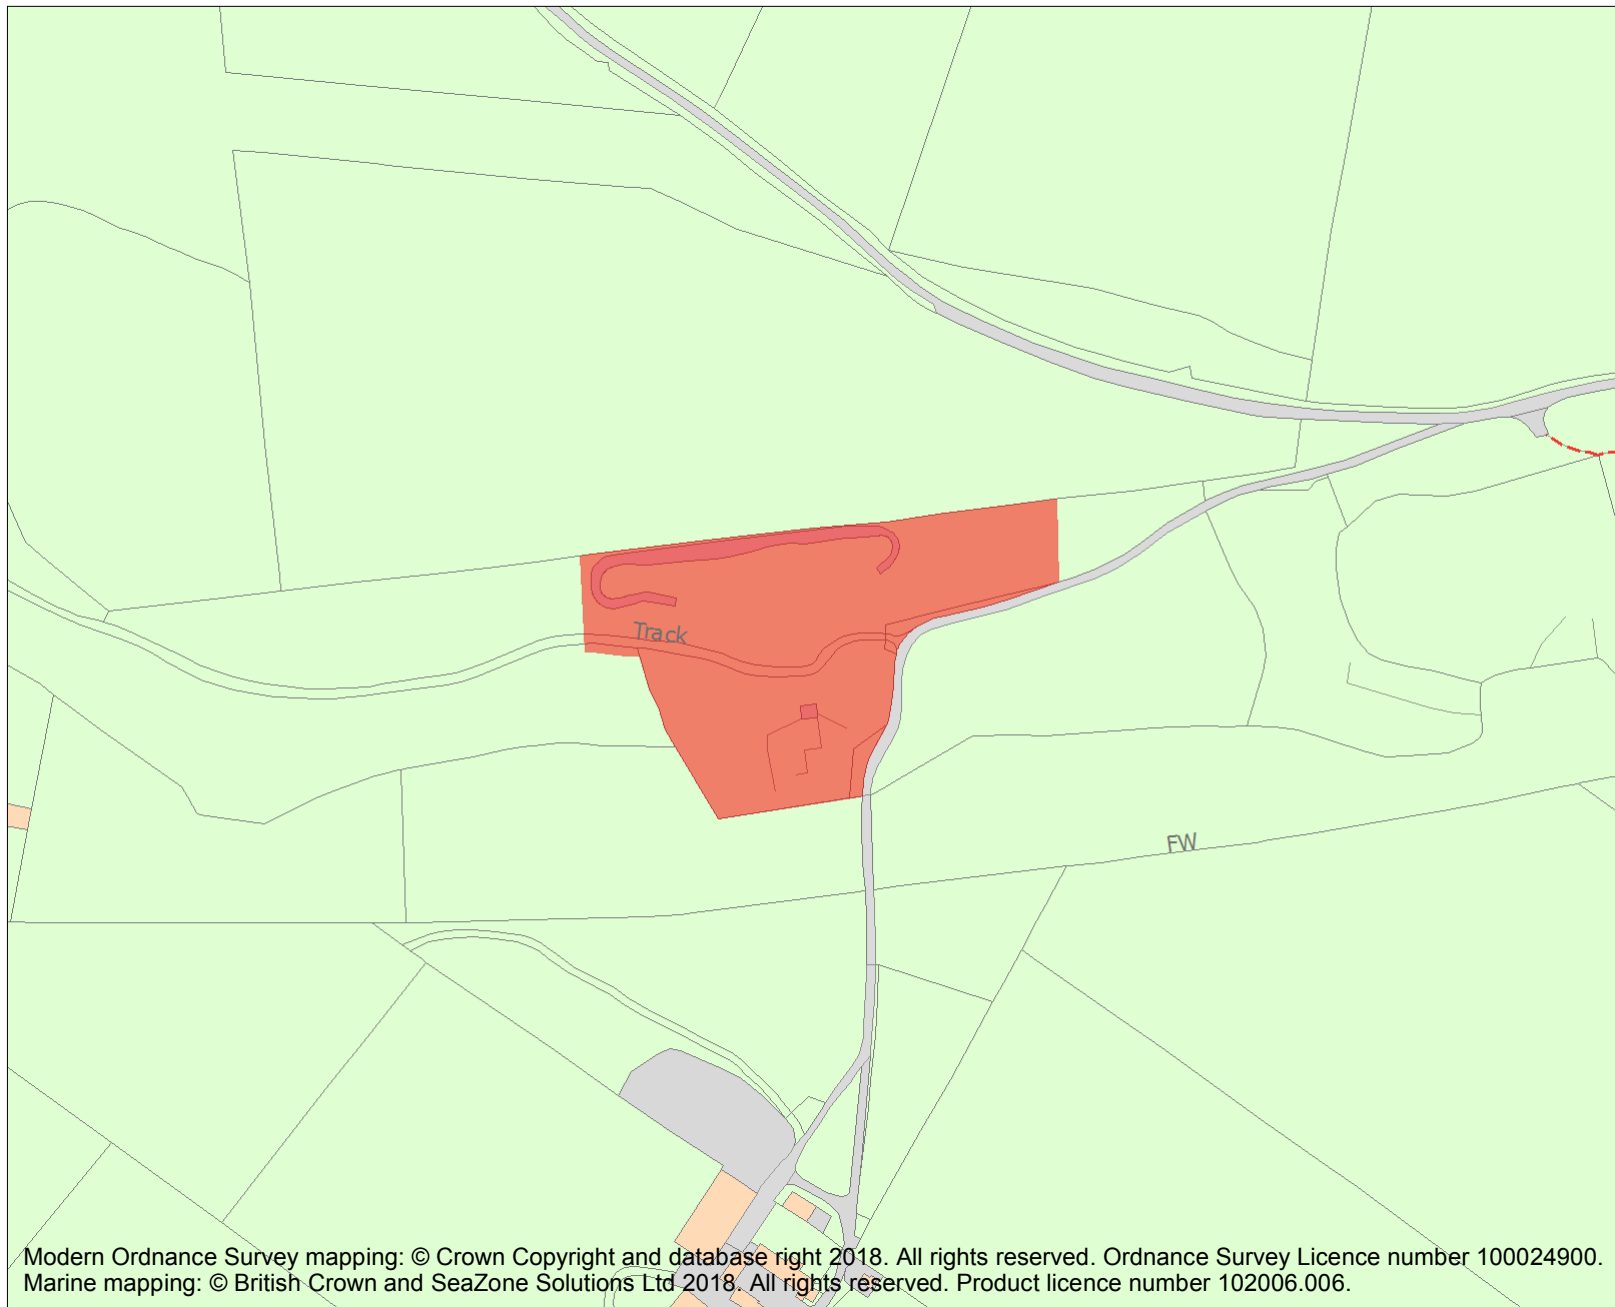 Track
FW
Modern Ordnance Survey mapping: © Crown Copyright and database right 2018. All rights reserved. Ordnance Survey Licence number 100024900.
Marine mapping: © British Crown and SeaZone Solutions Ltd 2018. All rights reserved. Product licence number 102006.006.